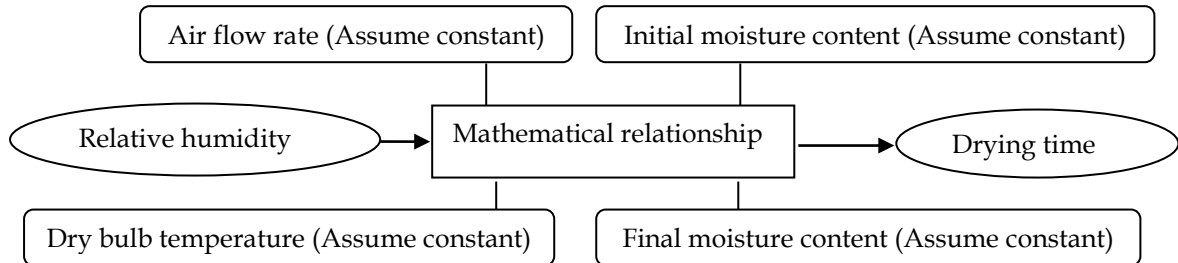 Air flow rate (Assume constant)
Initial moisture content (Assume constant)
Relative humidity
Mathematical relationship
Drying time
Dry bulb temperature (Assume constant)
Final moisture content (Assume constant)